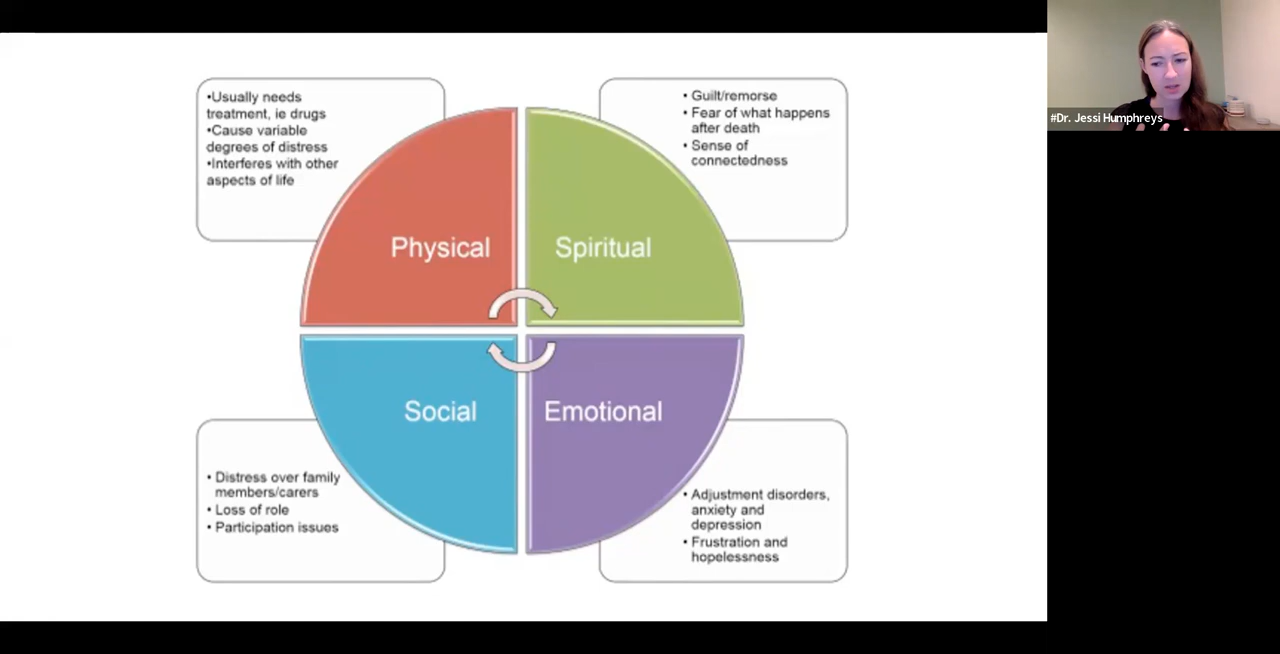 •Usually needs
treatment, ie drugs
•Cause variable
degrees of distress
•Interferes with other
aspects of life
• Guilt/remorse
• Fear of what happens
after death
• Sense of
connectedness
#Dr. Jessi Humphreys
Physical
Spiritual
Social
Emotional
• Distress over family
members/carers
• Loss of role
• Participation issues
• Adjustment disorders,
anxiety and
depression
• Frustration and
hopelessness